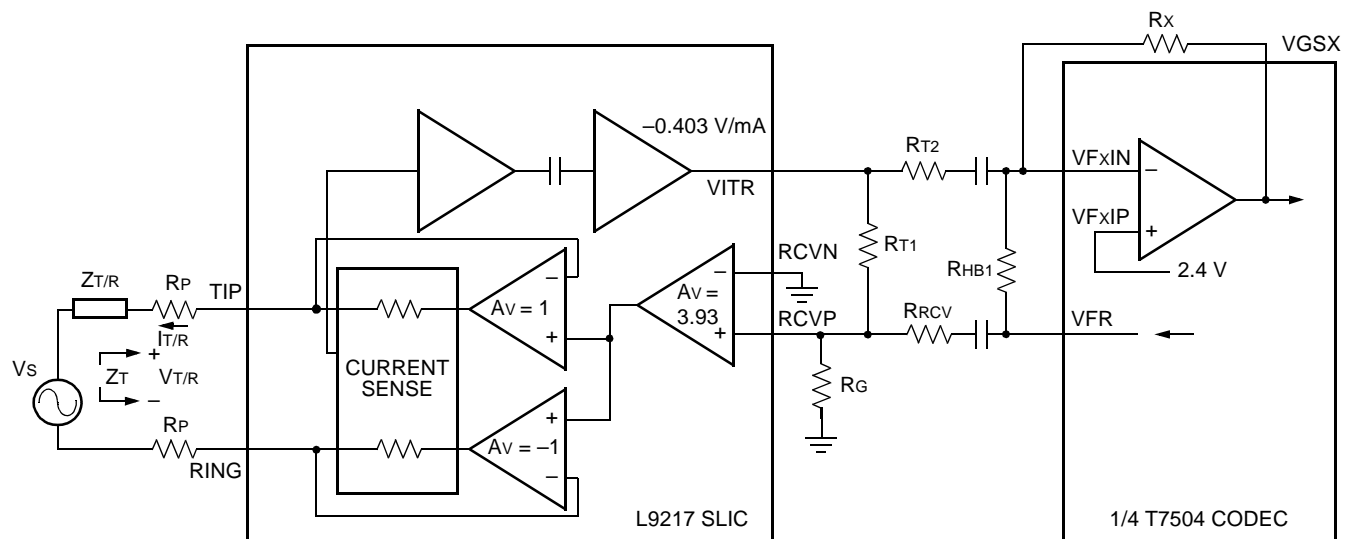 RX
VGSX
–0.403 V/mA
RT2
VITR
VFXIN
–
VFXIP
+
2.4 V
RCVN
RT1
RHB1
ZT/R
RP
TIP
–
AV = 1
+
–
AV =
3.93
+
RCVP
RRCV
VFR
IT/R
+
VS
ZT
VT/R
–
CURRENT
SENSE
RG
+
AV = –1
–
RP
RING
L9217 SLIC
1/4 T7504 CODEC